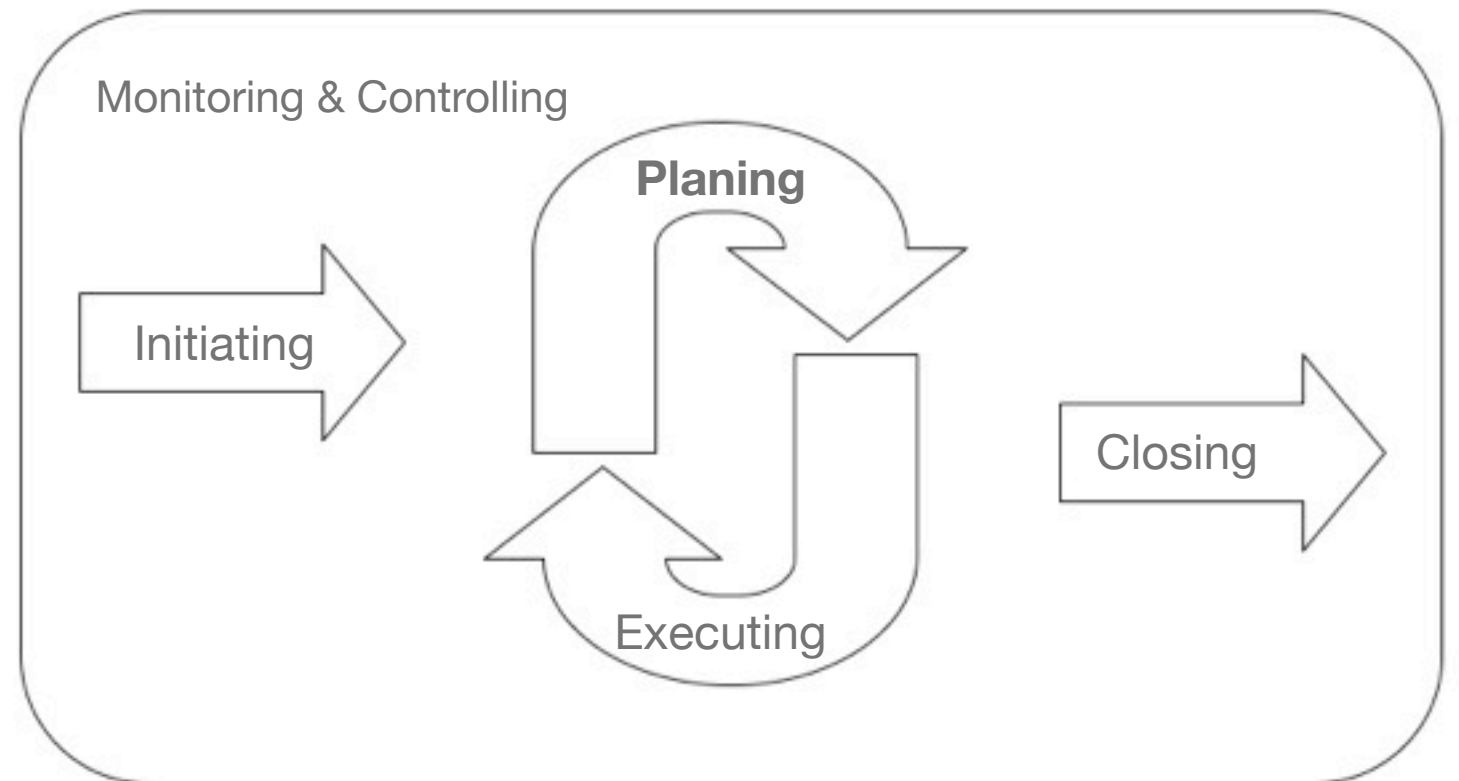 Monitoring & Controlling
Planing
Initiating
Closing
Executing